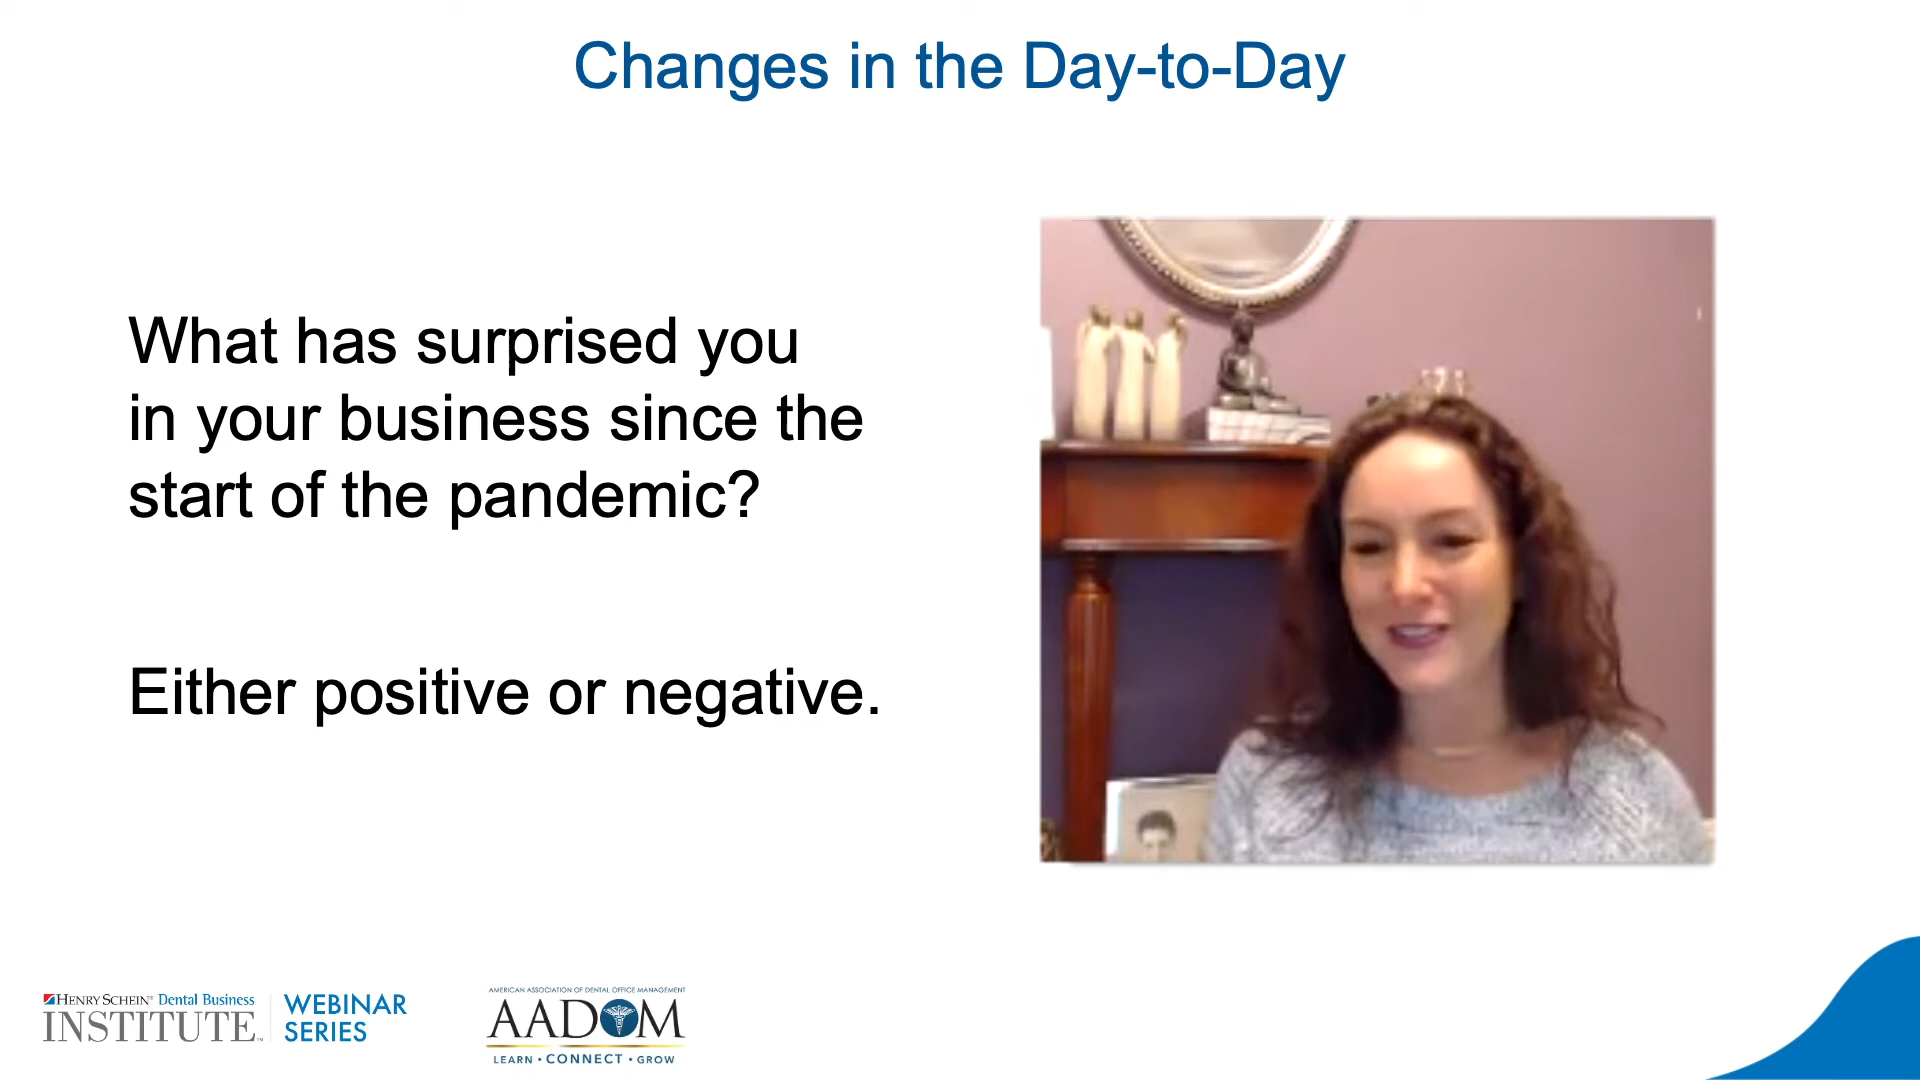 Changes in the Day-to-Day
What has surprised you
in your business since the
start of the pandemic?
Either positive or negative.
HENRY SCHEIN® Dental Business
INSTITUTE™
WEBINAR
SERIES
AMERICAN ASSOCIATION OF DENTAL OFFICE MANAGEMENT
AADOM
LEARN • CONNECT • GROW